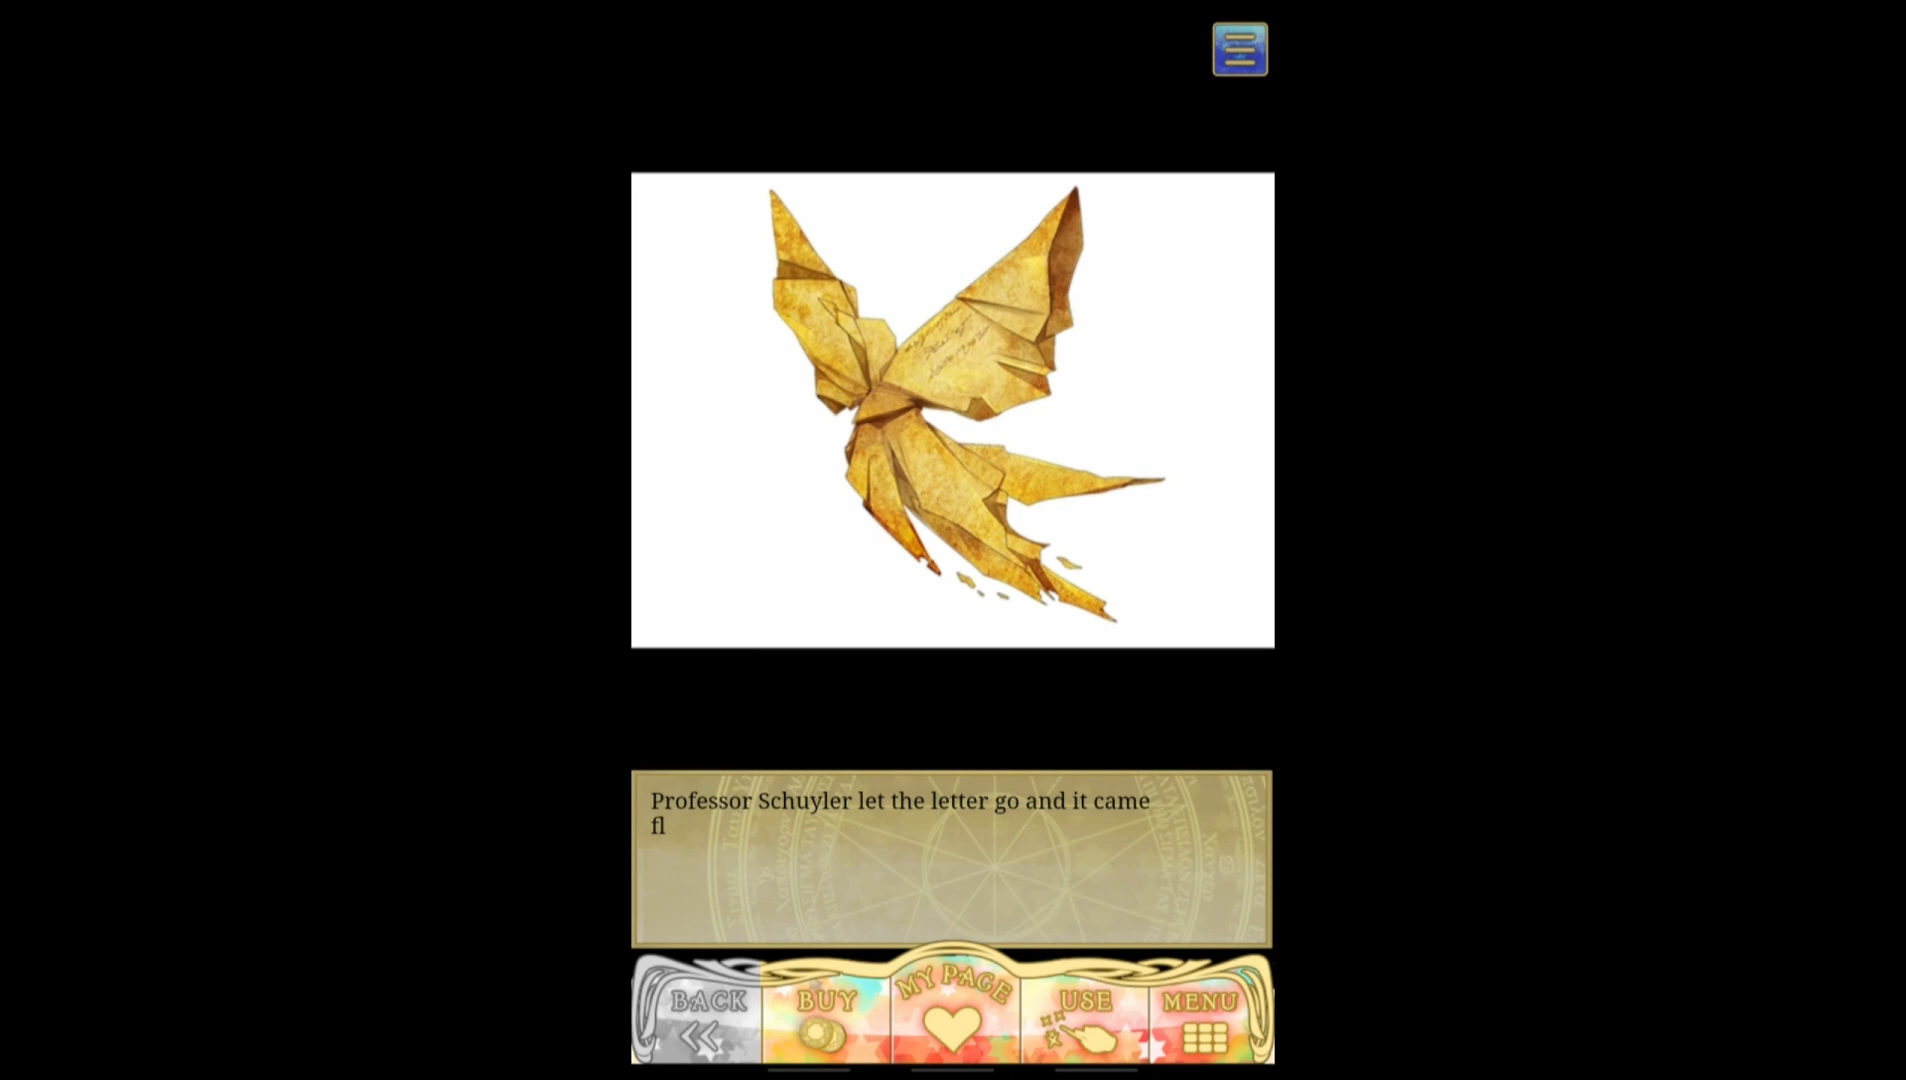 Professor Schuyler let the letter go and it came
fl
BACK
BUY
MY PAGE
USE
MENU